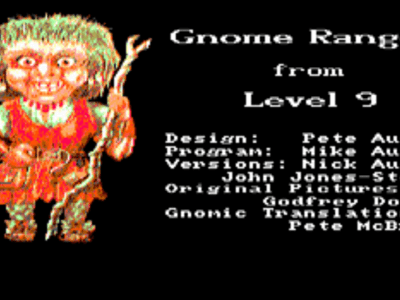 Gnome Rang
from
Level 9
Design: Pete Au
Program: Mike Au
Versions: Nick Au
John Jones-St
Original Pictures
Godfrey Do
Gnomic Translatio
Pete McB